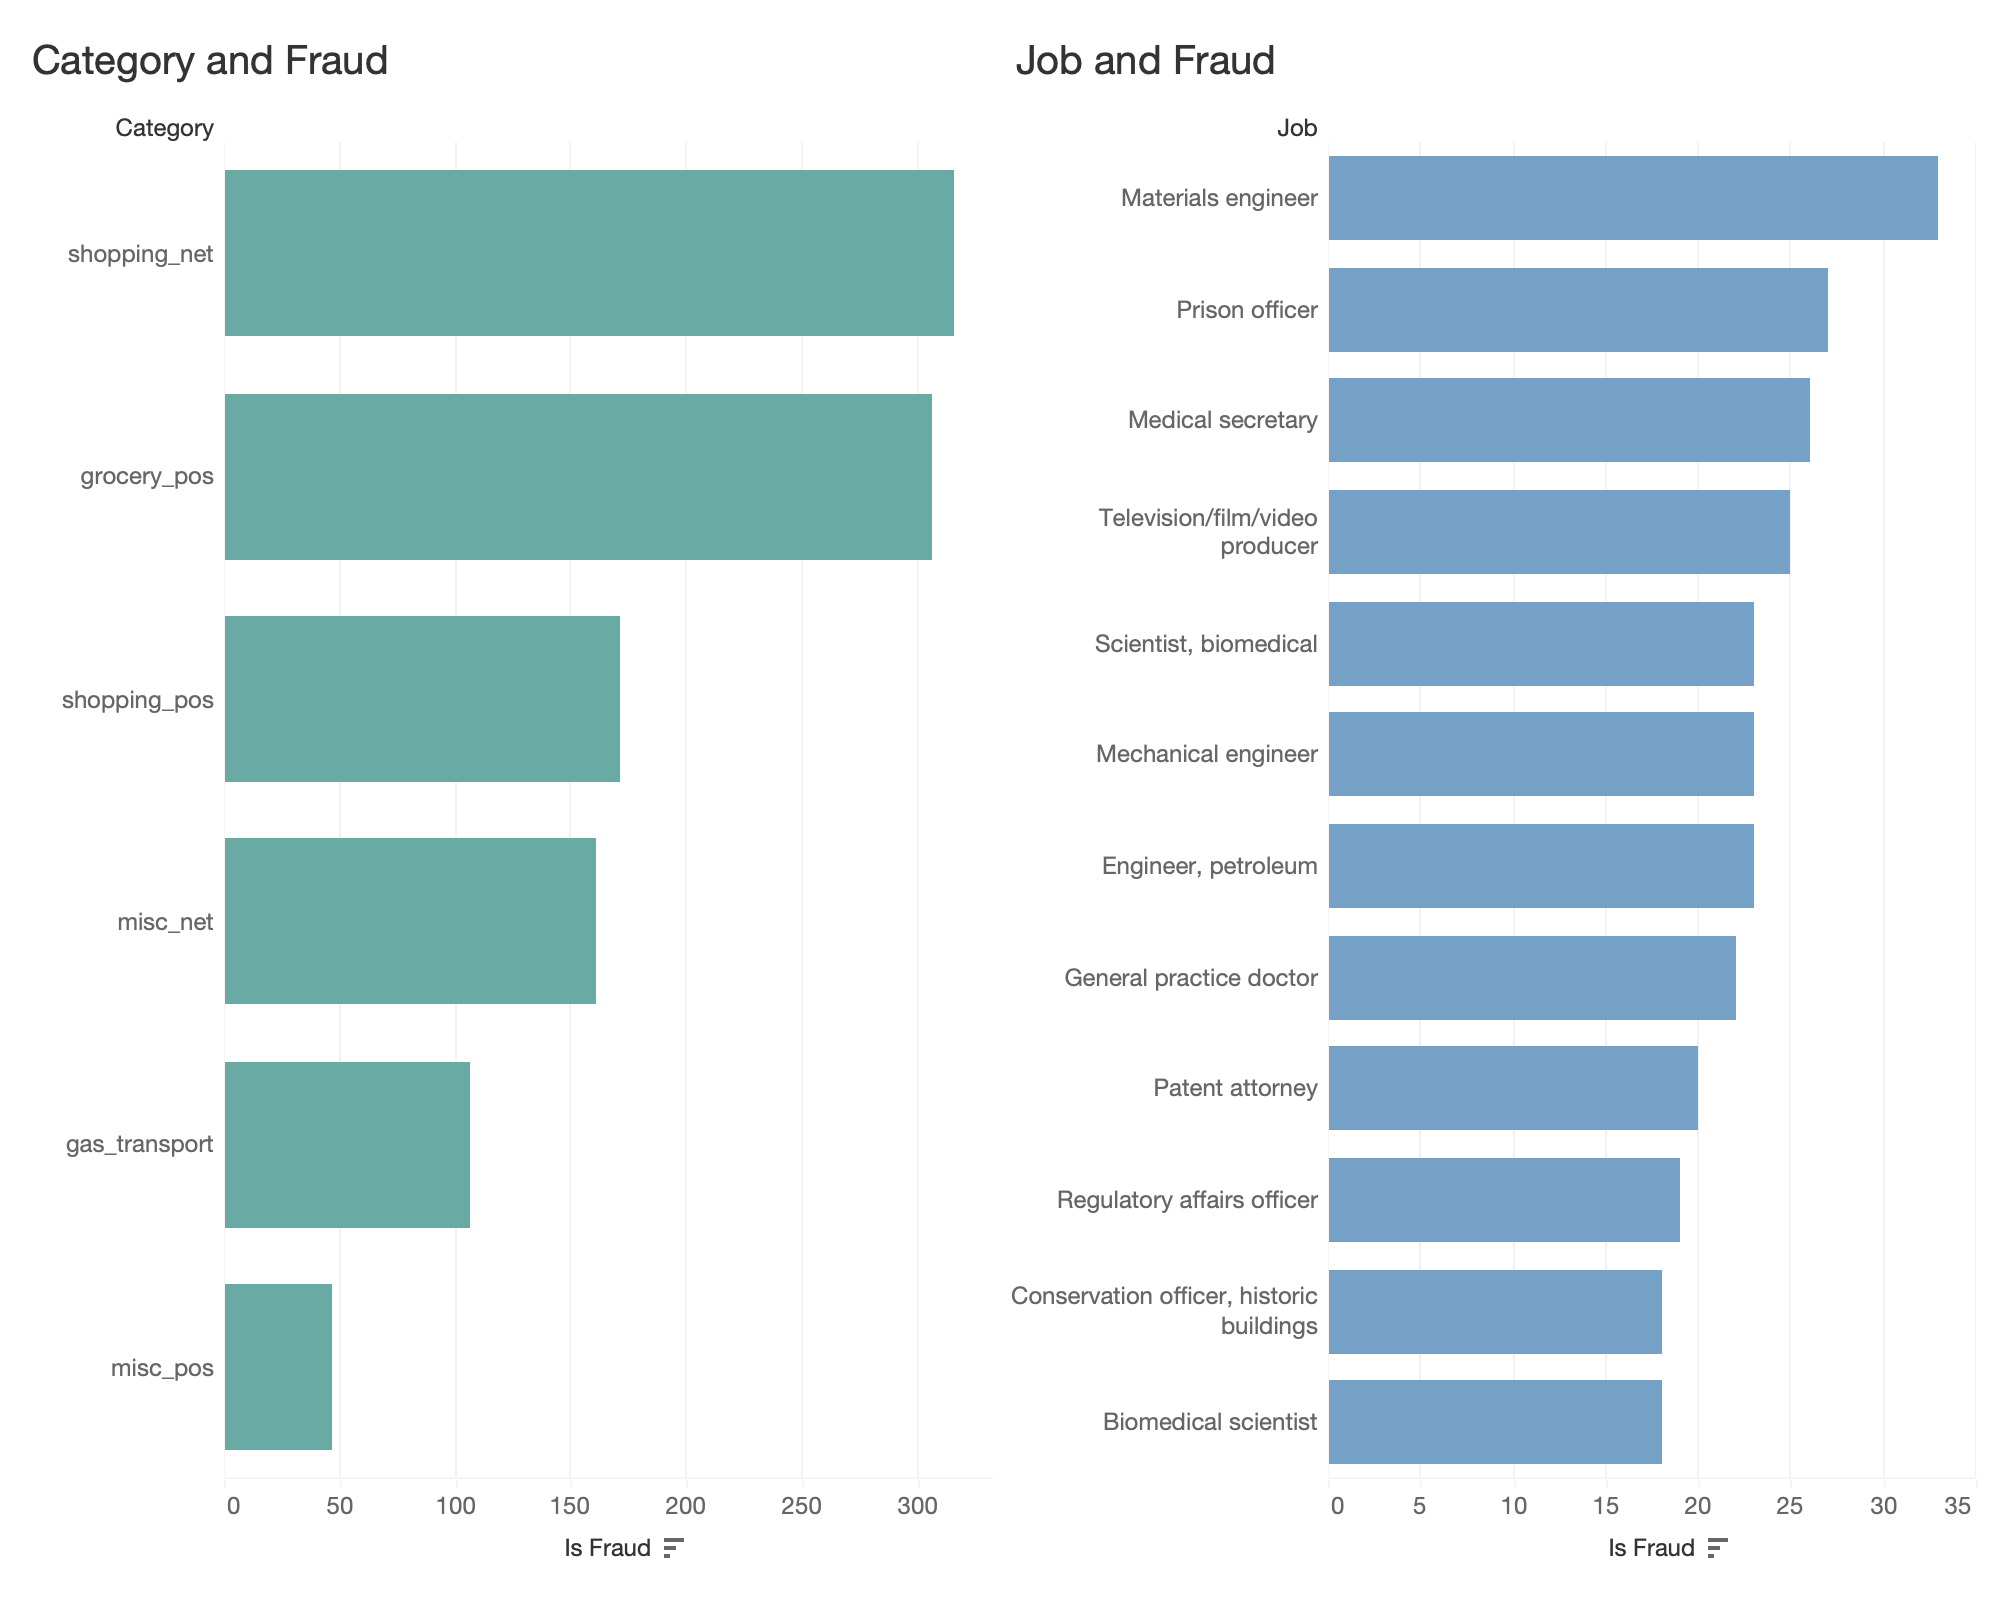 Category and Fraud
Category
shopping_net
grocery_pos
shopping_pos
misc_net
gas_transport
misc_pos
0 50 100 150 200 250 300
Is Fraud
Job and Fraud
Job
Materials engineer
Prison officer
Medical secretary
Television/film/video
producer
Scientist, biomedical
Mechanical engineer
Engineer, petroleum
General practice doctor
Patent attorney
Regulatory affairs officer
Conservation officer, historic
buildings
Biomedical scientist
0 5 10 15 20 25 30 35
Is Fraud